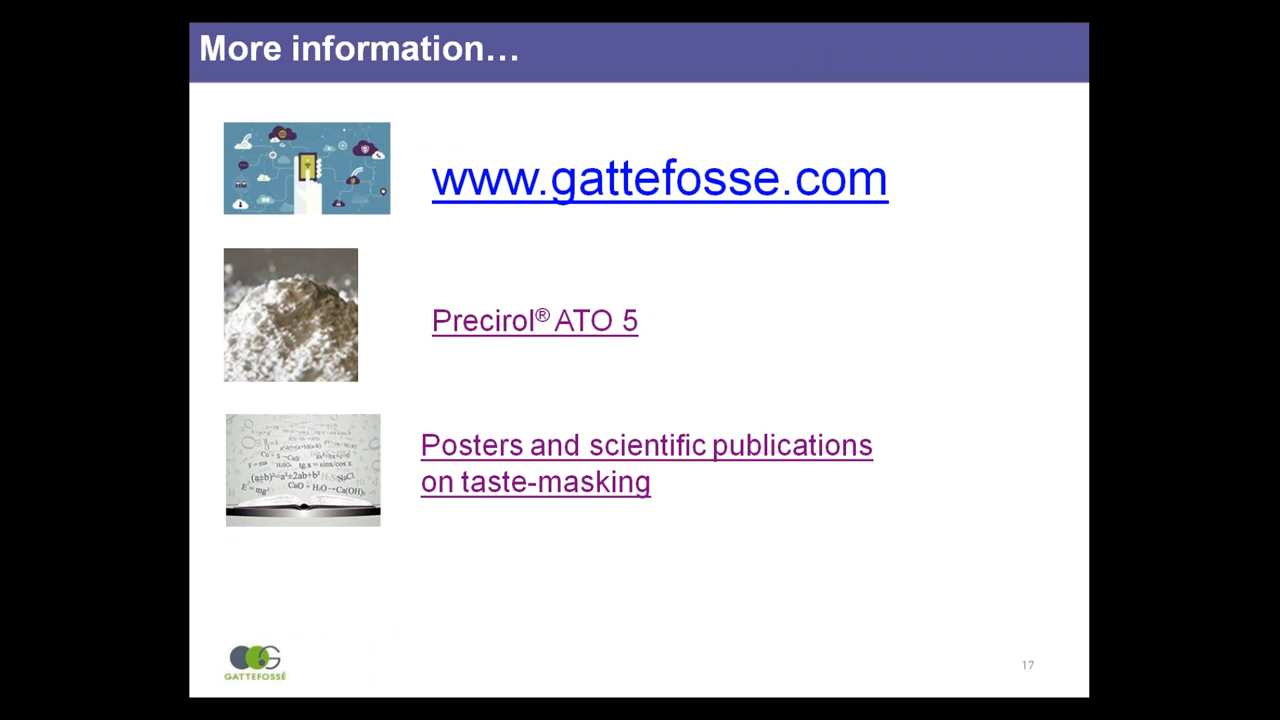 More information…
www.gattefosse.com
Precirol® ATO 5
Posters and scientific publications
on taste-masking
GATTEFOSSÉ
17